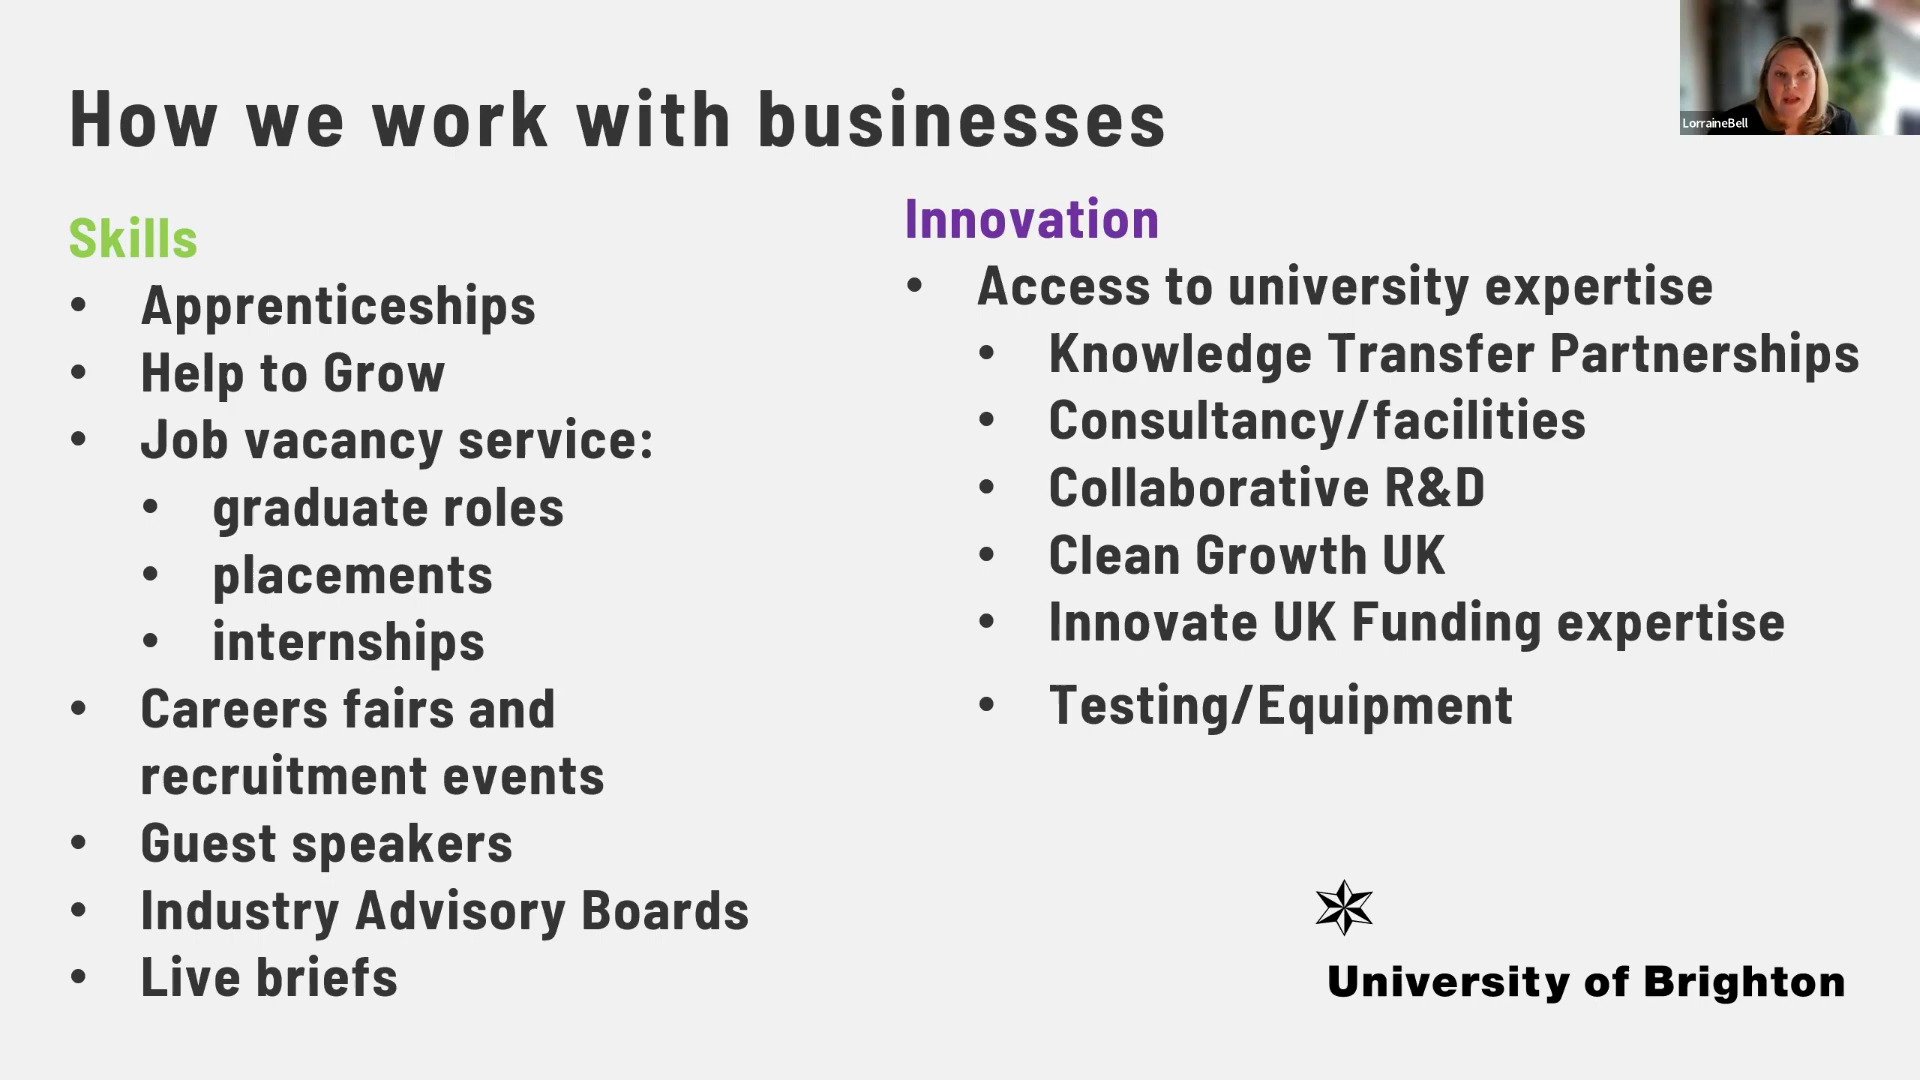 How we work with businesses
LorraineBell
Skills
• Apprenticeships
• Help to Grow
• Job vacancy service:
• graduate roles
• placements
• internships
• Careers fairs and
recruitment events
• Guest speakers
• Industry Advisory Boards
• Live briefs
Innovation
• Access to university expertise
• Knowledge Transfer Partnerships
• Consultancy/facilities
• Collaborative R&D
• Clean Growth UK
• Innovate UK Funding expertise
• Testing/Equipment
University of Brighton